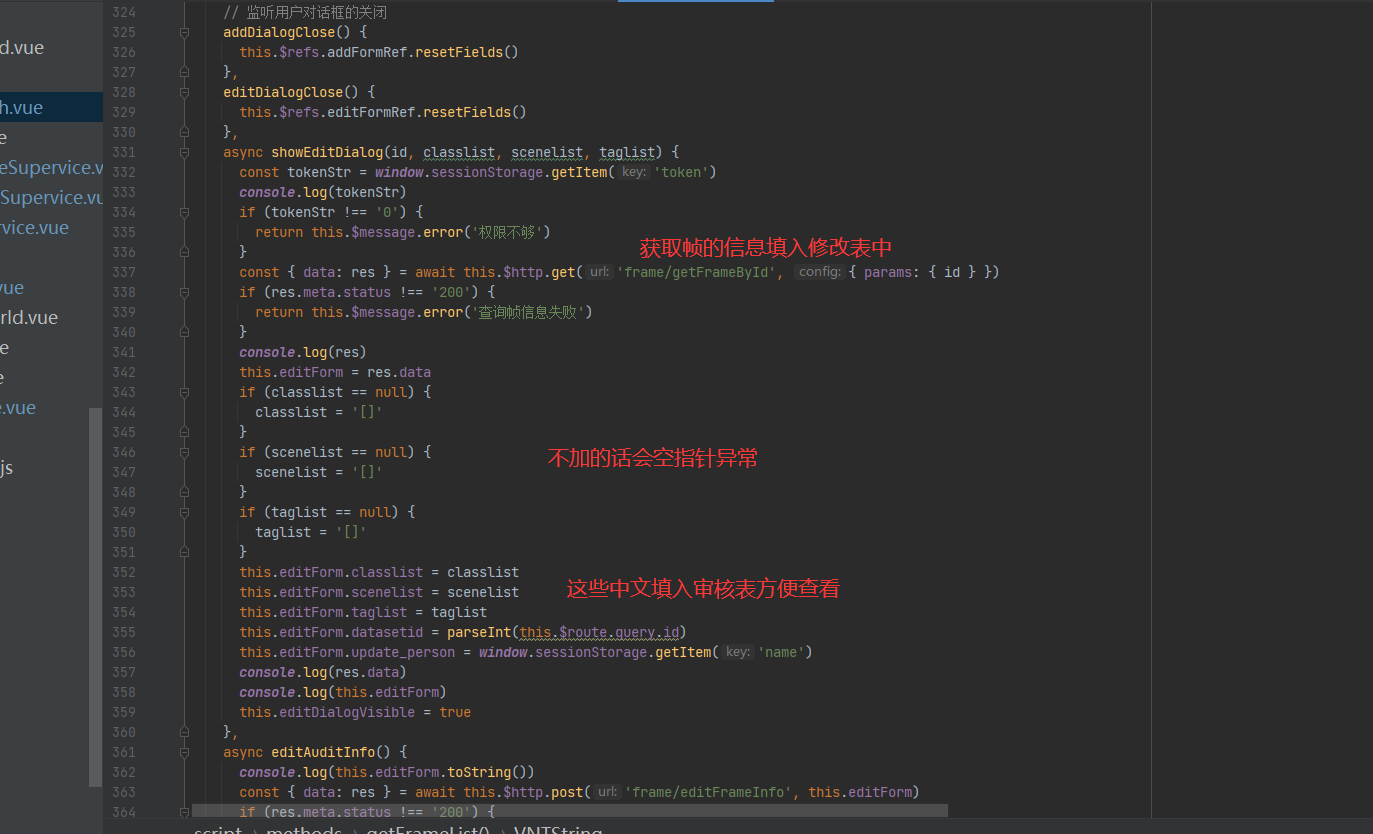 324 // 监听用户对话框的关闭
325 addDialogClose() {
d.vue
326 this.$refs.addFormRef.resetFields()
327 },
328 editDialogClose() {
h.vue
329 this.$refs.editFormRef.resetFields()
330 },
e
331 async showEditDialog(id, classlist, scenelist, taglist) {
eSupervice.v
332 const tokenStr = window.sessionStorage.getItem( key: 'token')
333 console.log(tokenStr)
Supervice.vu
334 if (tokenStr !== '0') {
rvice.vue
335 return this.$message.error('权限不够')
获取帧的信息填入修改表中
336 }
337 const { data: res } = await this.$http.get( url: 'frame/getFrameById', config: { params: { id } })
vue
338 if (res.meta.status !== '200') {
rld.vue
339 return this.$message.error('查询帧信息失败')
340 }
e
341 console.log(res)
342 this.editForm = res.data
e
343 if (classlist == null) {
e.vue
344 classlist = '[]'
345 }
346 if (scenelist == null) {
不加的话会空指针异常
js
347 scenelist = '[]'
348 }
349 if (taglist == null) {
350 taglist = '[]'
351 }
352 this.editForm.classlist = classlist
这些中文填入审核表方便查看
353 this.editForm.scenelist = scenelist
354 this.editForm.taglist = taglist
355 this.editForm.datasetid = parseInt(this.$route.query.id)
356 this.editForm.update_person = window.sessionStorage.getItem( key: 'name')
357 console.log(res.data)
358 console.log(this.editForm)
359 this.editDialogVisible = true
360 },
361 async editAuditInfo() {
362 console.log(this.editForm.toString())
363 const { data: res } = await this.$http.post( url: 'frame/editFrameInfo', this.editForm)
364 if (res.meta.status !== '200') {
script › methods › getFrameList() › VNTString